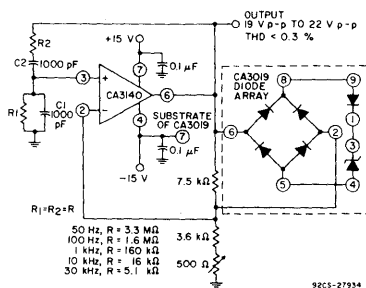 OUTPUT
19 V p-p TO 22 V p-p
THD < 0.3 %
+15 V
R2
C2
1000 pF
7
0.1 μF
3
+
CA3140
6
2
−
4
R1
C1
1000
pF
SUBSTRATE
OF CA3019
7
0.1 μF
−15 V
CA3019
DIODE
ARRAY
8
9
6
2
1
3
5
4
7.5 kΩ
3.6 kΩ
500 Ω
R1=R2=R
50 Hz, R = 3.3 MΩ
100 Hz, R = 1.6 MΩ
1 kHz, R = 160 kΩ
10 kHz, R = 16 kΩ
30 kHz, R = 5.1 kΩ
92CS-27934